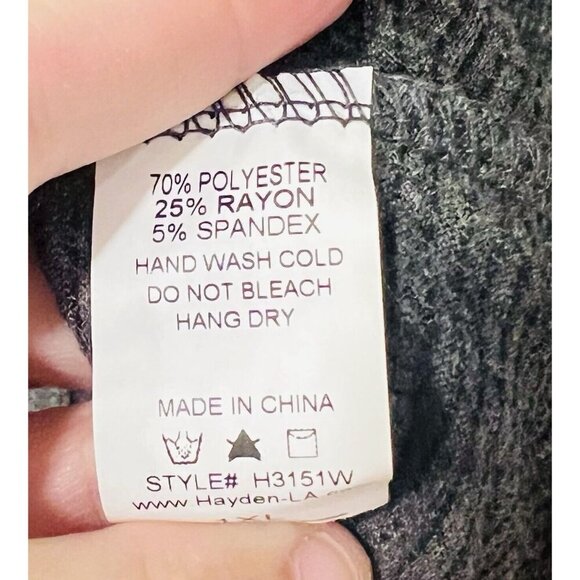 70% POLYESTER
25% RAYON
5% SPANDEX
HAND WASH COLD
DO NOT BLEACH
HANG DRY
MADE IN CHINA
STYLE# H3151W